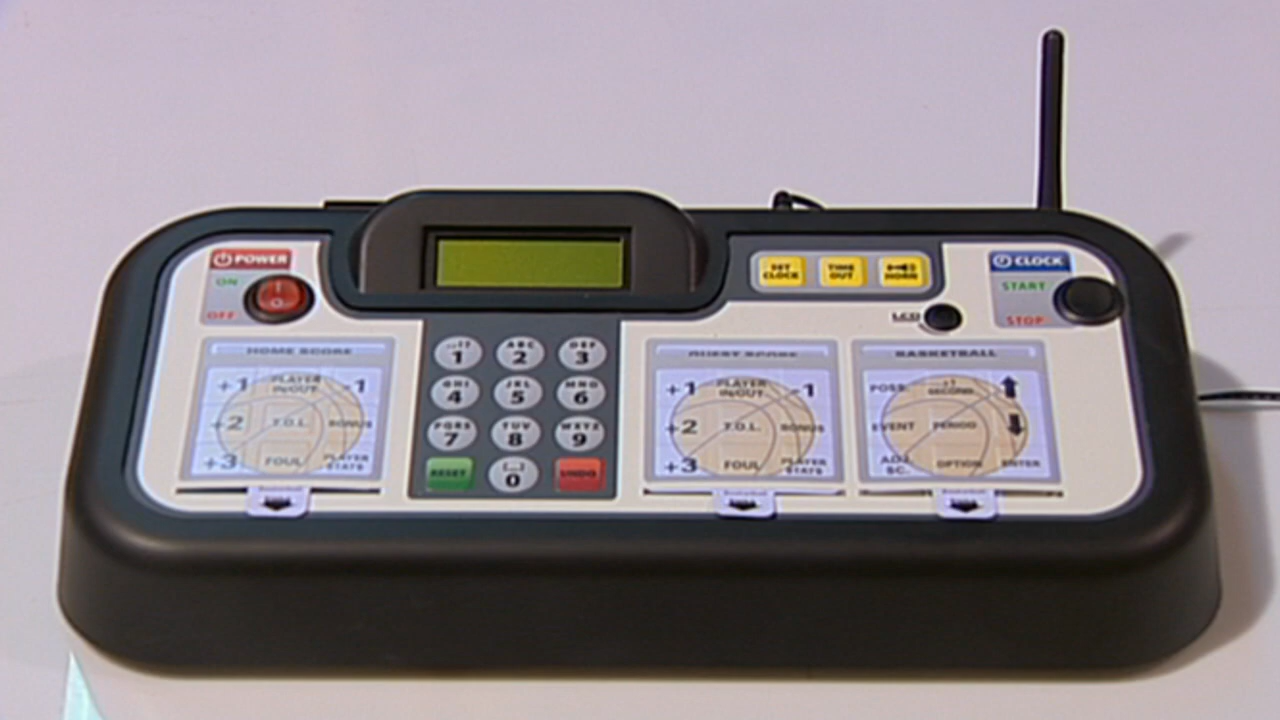 POWER
ON
OFF
SET CLOCK
TIME OUT
HORN
CLOCK
START
STOP
LCD
HOME SCORE
+1
PLAYER IN/OUT
-1
+2
T.O.L.
BONUS
+3
FOUL
PLAYER STATS
1
ABC
2
DEF
3
GHI
4
JKL
5
MNO
6
PQRS
7
TUV
8
WXYZ
9
RESET
0
UNDO
GUEST SCORE
+1
PLAYER IN/OUT
-1
+2
T.O.L.
BONUS
+3
FOUL
PLAYER STATS
BASKETBALL
POSS
SECOND
EVENT
PERIOD
ADJ
SC.
OPTION
ENTER